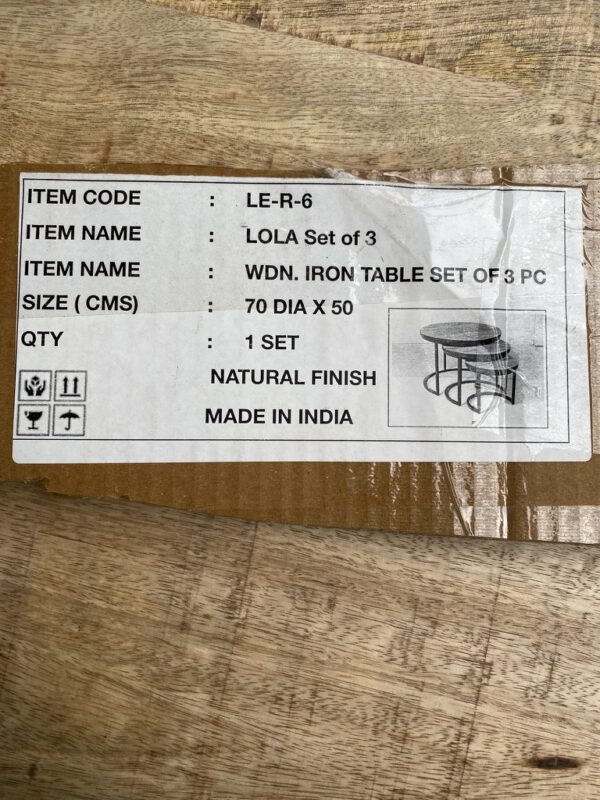 ITEM CODE : LE-R-6
ITEM NAME : LOLA Set of 3
ITEM NAME : WDN. IRON TABLE SET OF 3 PC
SIZE ( CMS) : 70 DIA X 50
QTY : 1 SET
NATURAL FINISH
MADE IN INDIA